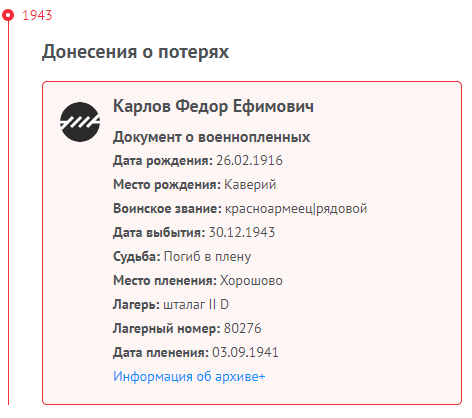 1943
Донесения о потерях
Карлов Федор Ефимович
Документ о военнопленных
Дата рождения: 26.02.1916
Место рождения: Каверий
Воинское звание: красноармеец|рядовой
Дата выбытия: 30.12.1943
Судьба: Погиб в плену
Место пленения: Хорошово
Лагерь: шталаг II D
Лагерный номер: 80276
Дата пленения: 03.09.1941
Информация об архиве+